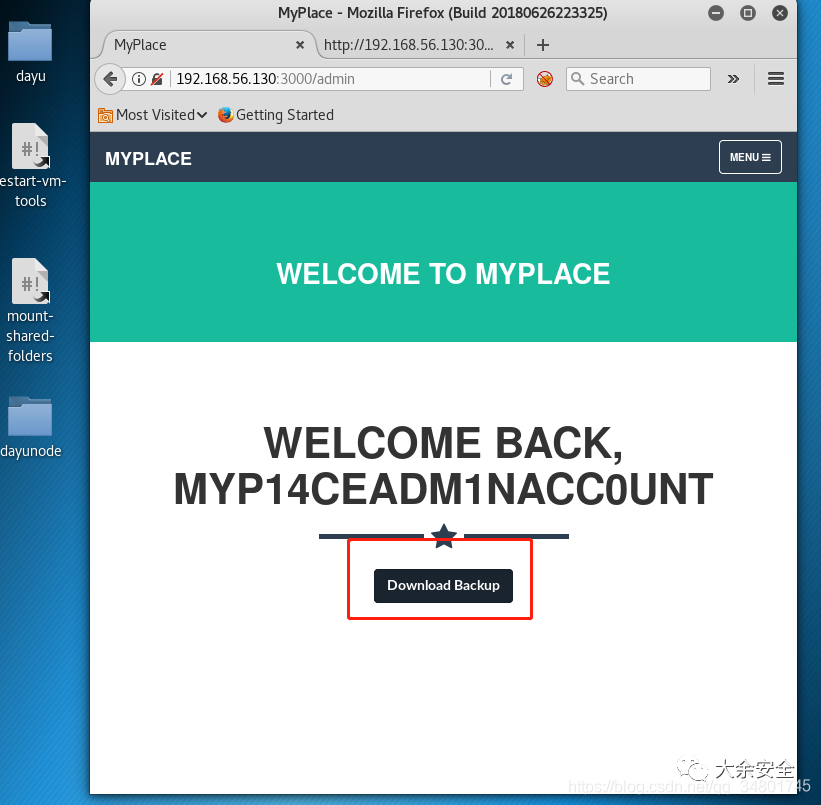 MyPlace - Mozilla Firefox (Build 20180626223325)
MyPlace
http://192.168.56.130:30...
192.168.56.130:3000/admin
Search
Most Visited
Getting Started
MYPLACE
MENU
WELCOME TO MYPLACE
WELCOME BACK,
MYP14CEADM1NACC0UNT
Download Backup
dayu
#!
estart-vm-
tools
#!
mount-
shared-
folders
dayunode
大余安全
https://blog.csdn.net/qq_34801745